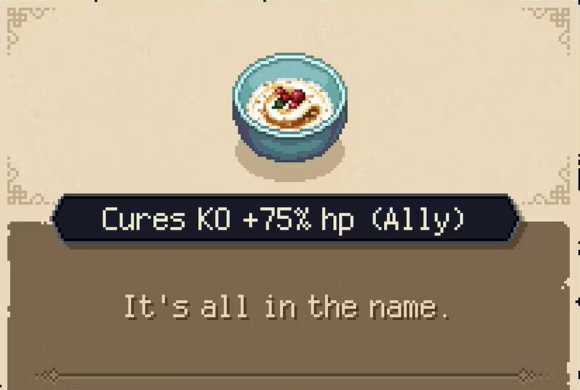 Cures KO +75% hp (Ally)
It's all in the name.